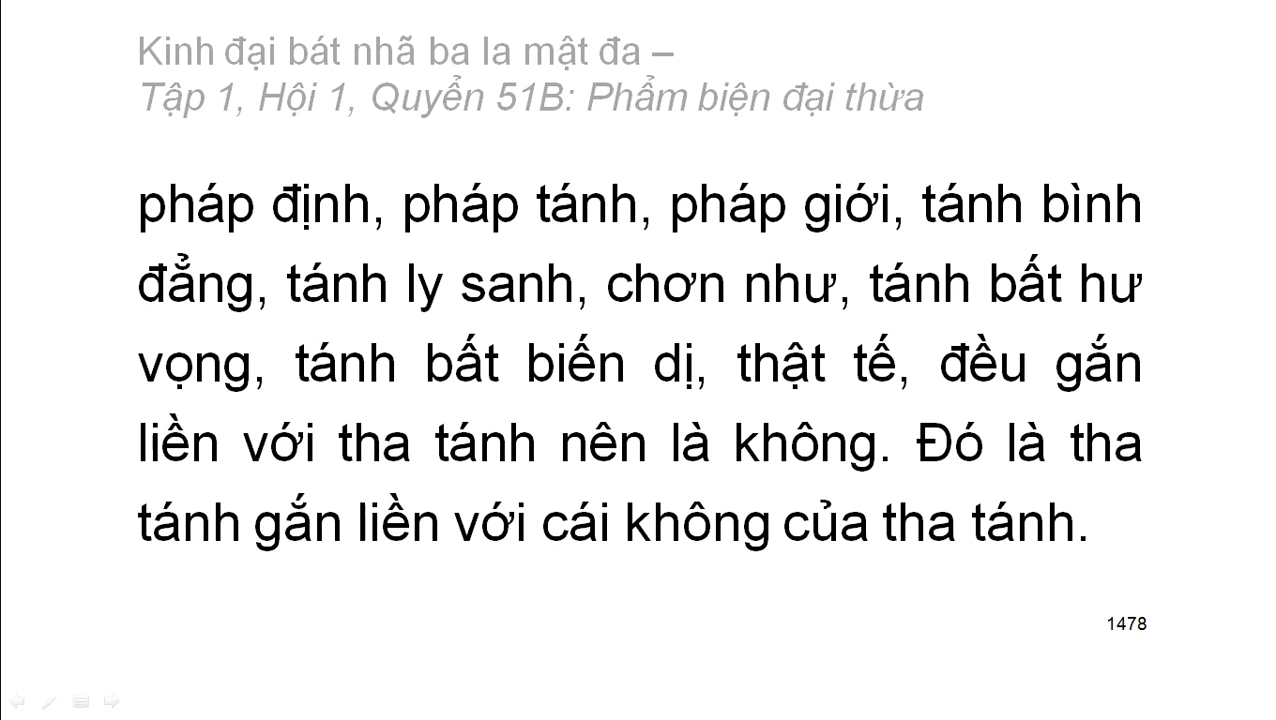 Kinh đại bát nhã ba la mật đa –
Tập 1, Hội 1, Quyển 51B: Phẩm biện đại thừa
pháp định, pháp tánh, pháp giới, tánh bình
đẳng, tánh ly sanh, chơn như, tánh bất hư
vọng, tánh bất biến dị, thật tế, đều gắn
liền với tha tánh nên là không. Đó là tha
tánh gắn liền với cái không của tha tánh.
1478